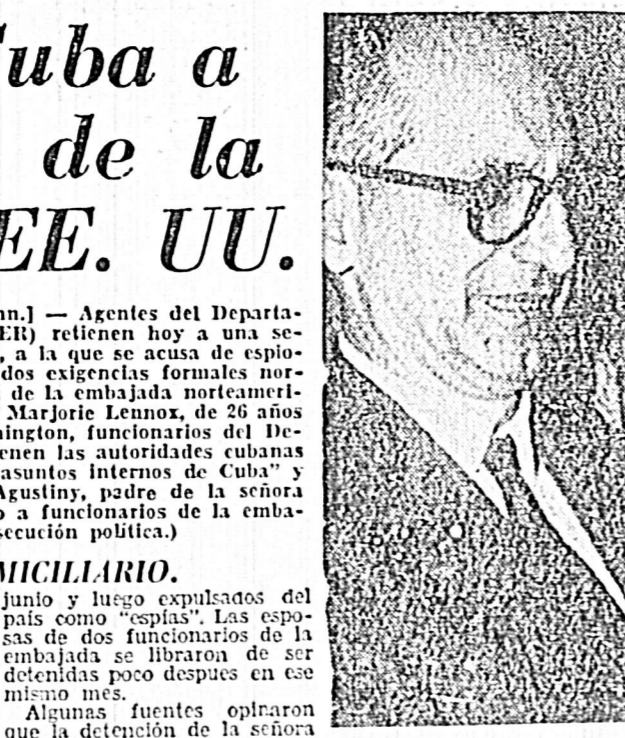 uba a
de la
EE. UU.
nn.] — Agentes del Departa-
ER) retienen hoy a una se-
, a la que se acusa de espio-
dos exigencias formales nor-
de la embajada norteameri-
Marjorie Lennox, de 26 años
hington, funcionarios del De-
enen las autoridades cubanas
asuntos internos de Cuba" y
Agustiny, padre de la señora
o a funcionarios de la emba-
secución política.)
MICILIARIO.
junio y luego expulsados del
país como "espías". Las espo-
sas de dos funcionarios de la
embajada se libraron de ser
detenidas poco despues en ese
mismo mes.
Algunas fuentes opinaron
que la detención de la señora